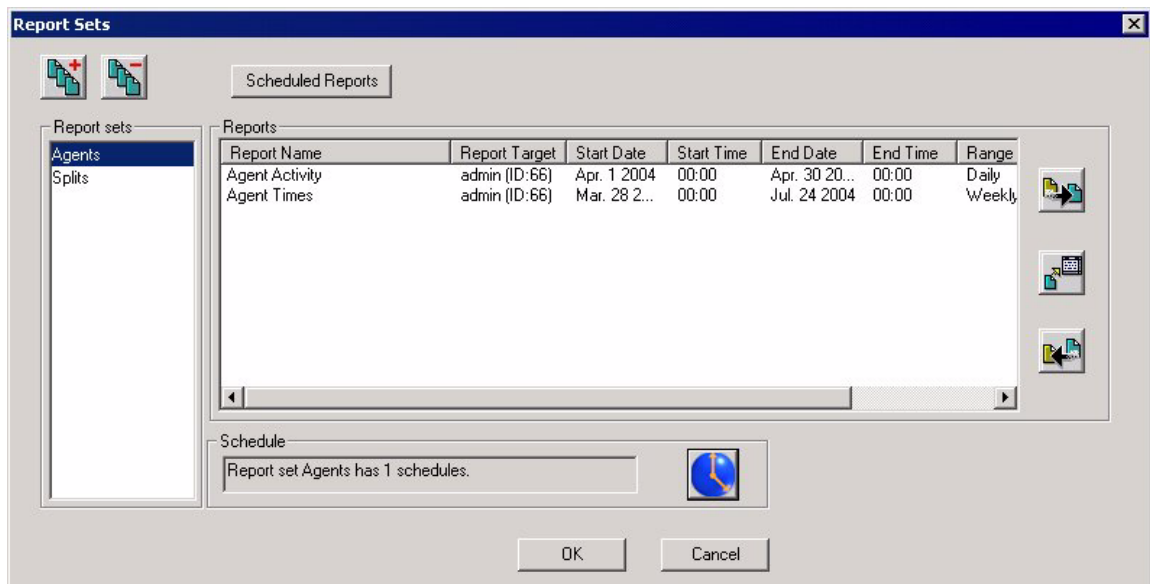 Report Sets
Scheduled Reports
Report sets
Agents
Splits
Reports
Report Name Report Target Start Date Start Time End Date End Time Range
Agent Activity admin (ID:66) Apr. 1 2004 00:00 Apr. 30 20... 00:00 Daily
Agent Times admin (ID:66) Mar. 28 2... 00:00 Jul. 24 2004 00:00 Weekly
Schedule
Report set Agents has 1 schedules.
OK Cancel